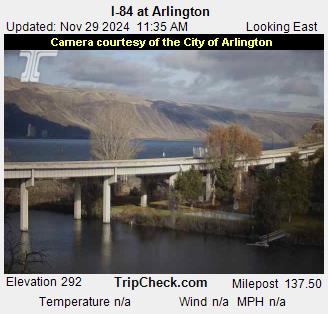 I-84 at Arlington
Updated: Nov 29 2024 11:35 AM Looking East
Camera courtesy of the City of Arlington
Elevation 292 TripCheck.com Milepost 137.50
Temperature n/a Wind n/a MPH n/a